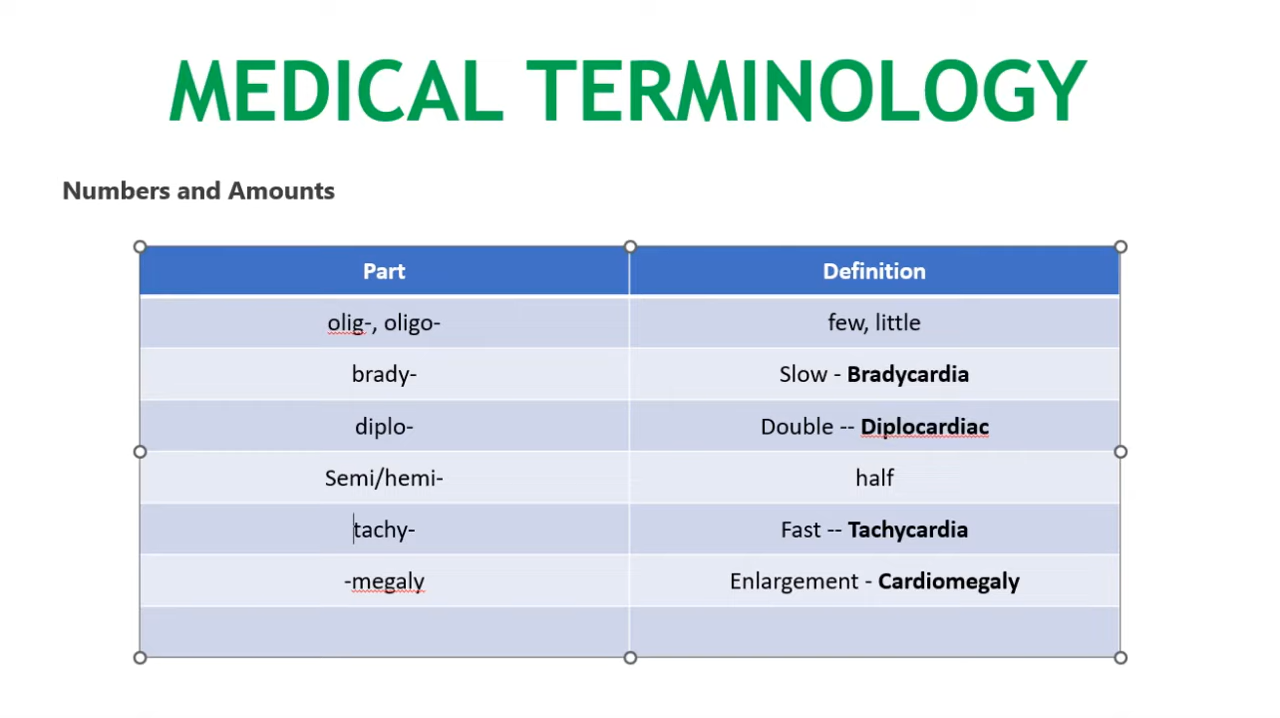 MEDICAL TERMINOLOGY
Numbers and Amounts
Part Definition
olig-, oligo- few, little
brady- Slow - Bradycardia
diplo- Double -- Diplocardiac
Semi/hemi- half
tachy- Fast -- Tachycardia
-megaly Enlargement - Cardiomegaly